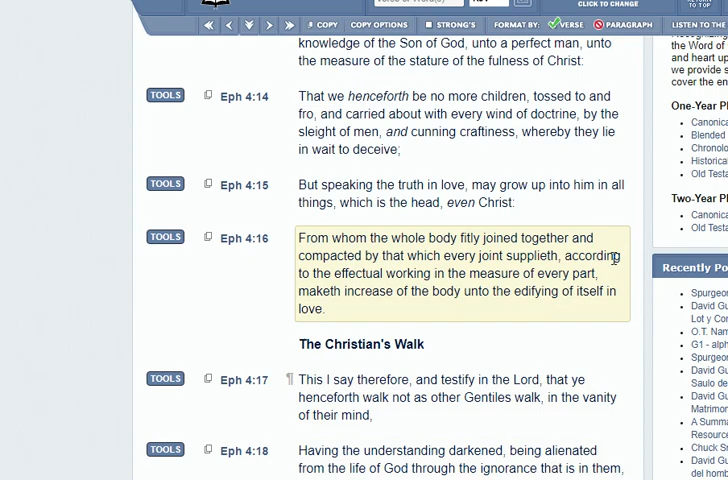 CLICK TO CHANGE
RETURN
TO TOP
COPY COPY OPTIONS STRONG'S FORMAT BY: VERSE PARAGRAPH LISTEN TO THE
knowledge of the Son of God, unto a perfect man, unto
the measure of the stature of the fulness of Christ:
TOOLS Eph 4:14 That we henceforth be no more children, tossed to and
fro, and carried about with every wind of doctrine, by the
sleight of men, and cunning craftiness, whereby they lie
in wait to deceive;
TOOLS Eph 4:15 But speaking the truth in love, may grow up into him in all
things, which is the head, even Christ:
TOOLS Eph 4:16 From whom the whole body fitly joined together and
compacted by that which every joint supplieth, according
to the effectual working in the measure of every part,
maketh increase of the body unto the edifying of itself in
love.
The Christian's Walk
TOOLS Eph 4:17 ¶ This I say therefore, and testify in the Lord, that ye
henceforth walk not as other Gentiles walk, in the vanity
of their mind,
TOOLS Eph 4:18 Having the understanding darkened, being alienated
from the life of God through the ignorance that is in them,
the Word of
and heart up
we provide s
cover the en
One-Year Pl
Canonica
Blended
Chronolo
Historica
Old Testa
Two-Year Pl
Canonica
Old Testa
Recently Po
Spurgeon
David Gu
Lot y Cor
O.T. Nam
G1 - alph
Spurgeon
David Gu
Saulo de
David Gu
Matrimon
A Summa
Resource
Chuck Sm
David Gu
del homb